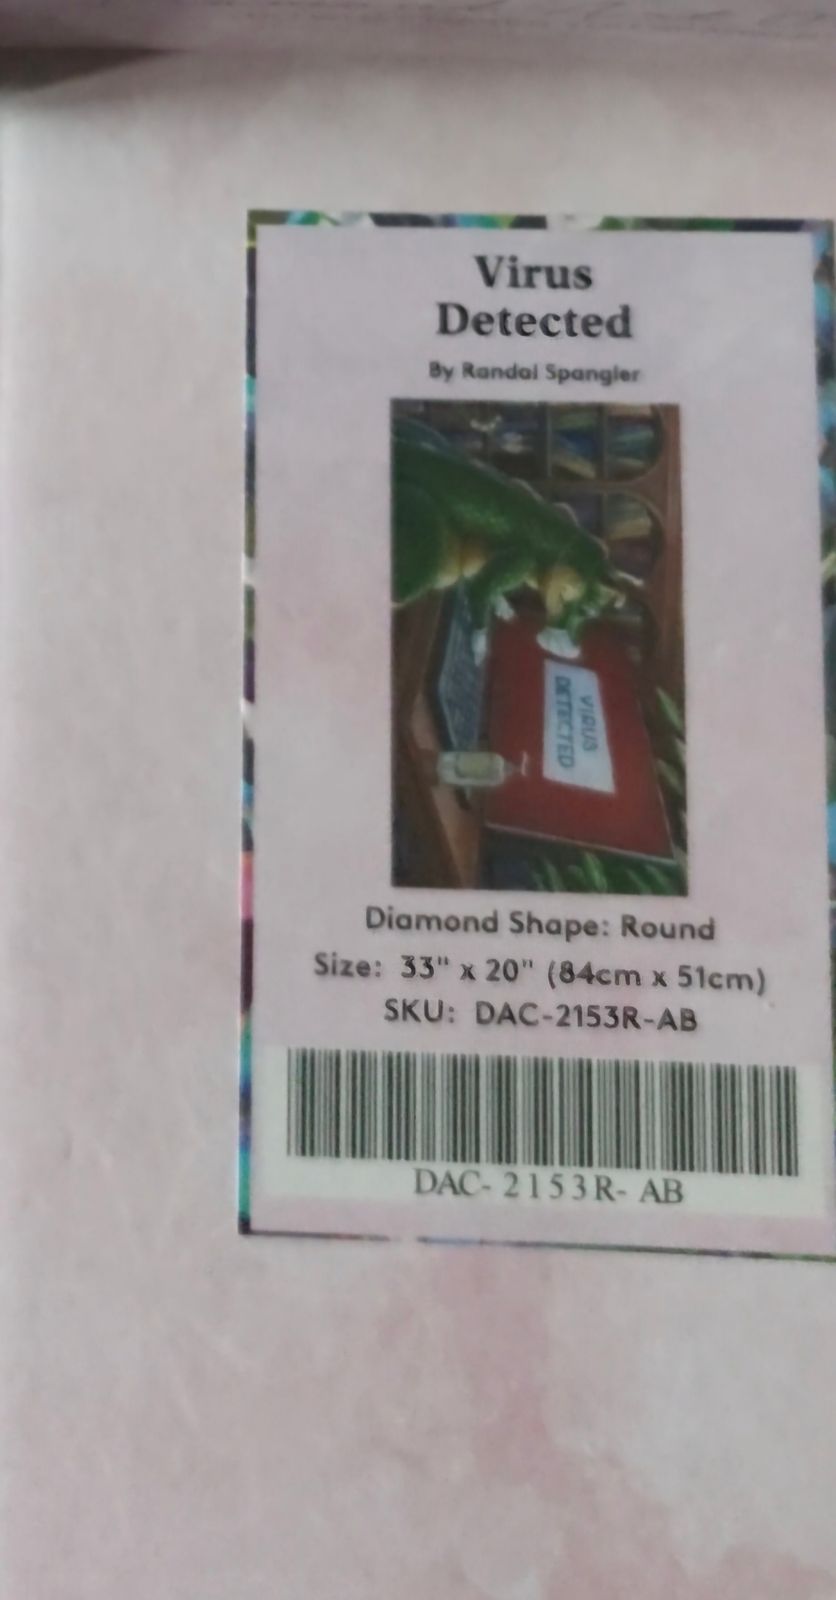 Virus
Detected
By Randal Spangler
VIRUS
DETECTED
Diamond Shape: Round
Size: 33" x 20" (84cm x 51cm)
SKU: DAC-2153R-AB
DAC- 2153R- AB